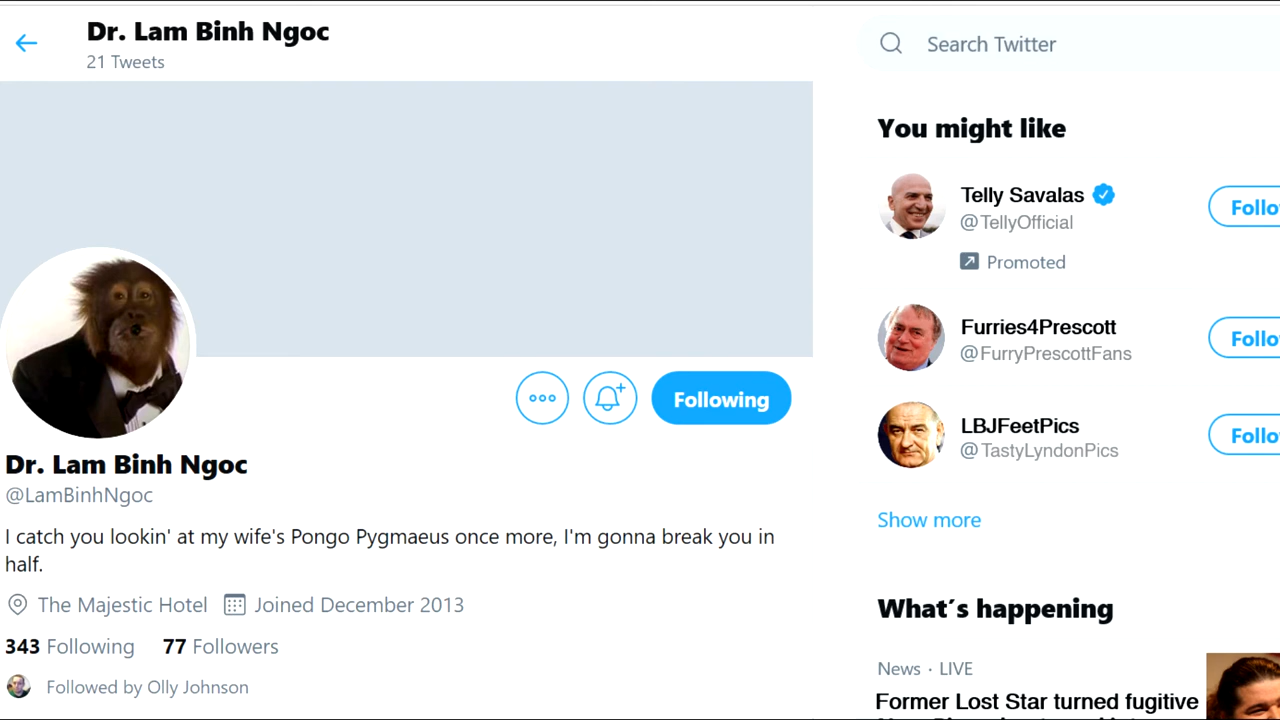 Dr. Lam Binh Ngoc
21 Tweets
Following
Dr. Lam Binh Ngoc
@LamBinhNgoc
I catch you lookin' at my wife's Pongo Pygmaeus once more, I'm gonna break you in
half.
The Majestic Hotel Joined December 2013
343 Following 77 Followers
Followed by Olly Johnson
Search Twitter
You might like
Telly Savalas
@TellyOfficial
Follo
Promoted
Furries4Prescott
@FurryPrescottFans
Follo
LBJFeetPics
@TastyLyndonPics
Follo
Show more
What´s happening
News · LIVE
Former Lost Star turned fugitive